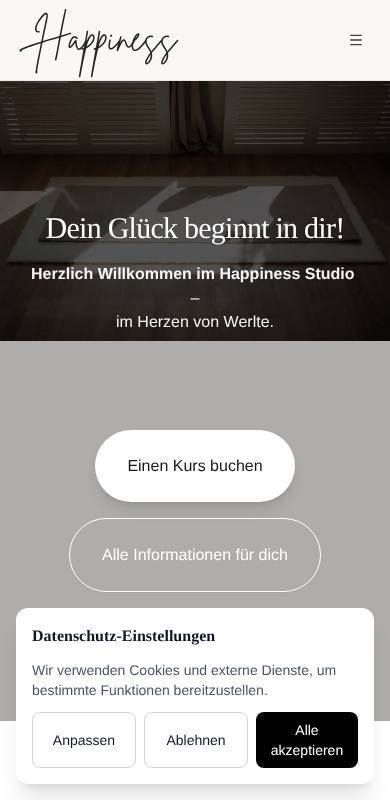 Happiness
Dein Glück beginnt in dir!
Herzlich Willkommen im Happiness Studio
–
im Herzen von Werlte.
Einen Kurs buchen
Alle Informationen für dich
Datenschutz-Einstellungen
Wir verwenden Cookies und externe Dienste, um
bestimmte Funktionen bereitzustellen.
Anpassen
Ablehnen
Alle
akzeptieren